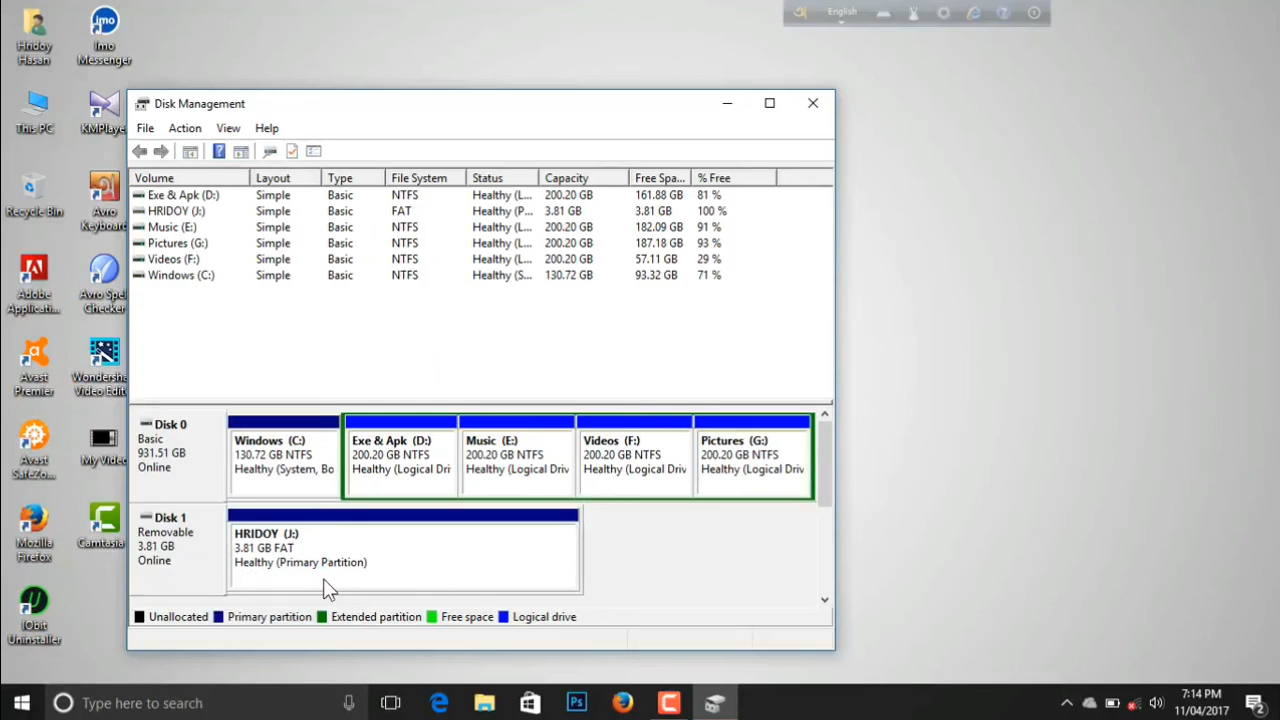 English
Hridoy
Hasan
imo
Imo
Messenger
This PC
KMPlaye
Recycle Bin
Avro
Keyboard
Adobe
Applicati...
Avro Spel
Checker
Avast
Premier
Wondersha
Video Edit
Avast
SafeZo...
My Video
Mozilla
Firefox
Camtasia
IObit
Uninstaller
Disk Management
File Action View Help
Volume Layout Type File System Status Capacity Free Spa... % Free
Exe & Apk (D:) Simple Basic NTFS Healthy (L... 200.20 GB 161.88 GB 81 %
HRIDOY (J:) Simple Basic FAT Healthy (P... 3.81 GB 3.81 GB 100 %
Music (E:) Simple Basic NTFS Healthy (L... 200.20 GB 182.09 GB 91 %
Pictures (G:) Simple Basic NTFS Healthy (L... 200.20 GB 187.18 GB 93 %
Videos (F:) Simple Basic NTFS Healthy (L... 200.20 GB 57.11 GB 29 %
Windows (C:) Simple Basic NTFS Healthy (S... 130.72 GB 93.32 GB 71 %
Disk 0
Basic
931.51 GB
Online
Windows (C:)
130.72 GB NTFS
Healthy (System, Bo
Exe & Apk (D:)
200.20 GB NTFS
Healthy (Logical Dri
Music (E:)
200.20 GB NTFS
Healthy (Logical Driv
Videos (F:)
200.20 GB NTFS
Healthy (Logical Driv
Pictures (G:)
200.20 GB NTFS
Healthy (Logical Driv
Disk 1
Removable
3.81 GB
Online
HRIDOY (J:)
3.81 GB FAT
Healthy (Primary Partition)
Unallocated Primary partition Extended partition Free space Logical drive
Type here to search
Ps
7:14 PM
11/04/2017
2